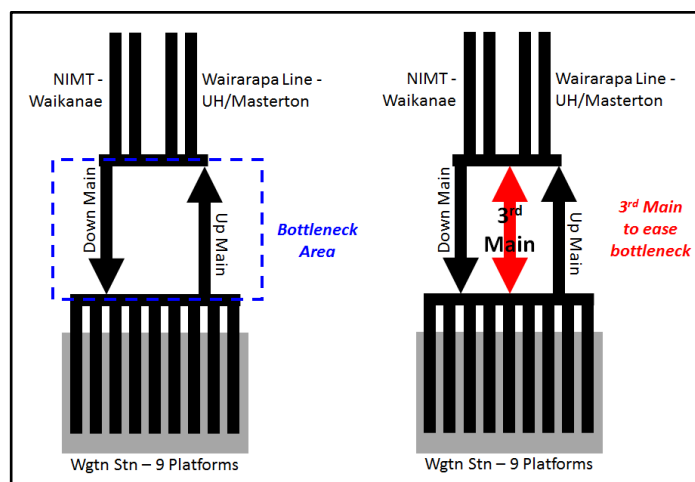 NIMT -
Waikanae
Wairarapa Line -
UH/Masterton
Down Main
Up Main
Bottleneck
Area
Wgtn Stn – 9 Platforms
NIMT -
Waikanae
Wairarapa Line -
UH/Masterton
Down Main
3rd
Main
Up Main
3rd Main
to ease
bottleneck
Wgtn Stn – 9 Platforms